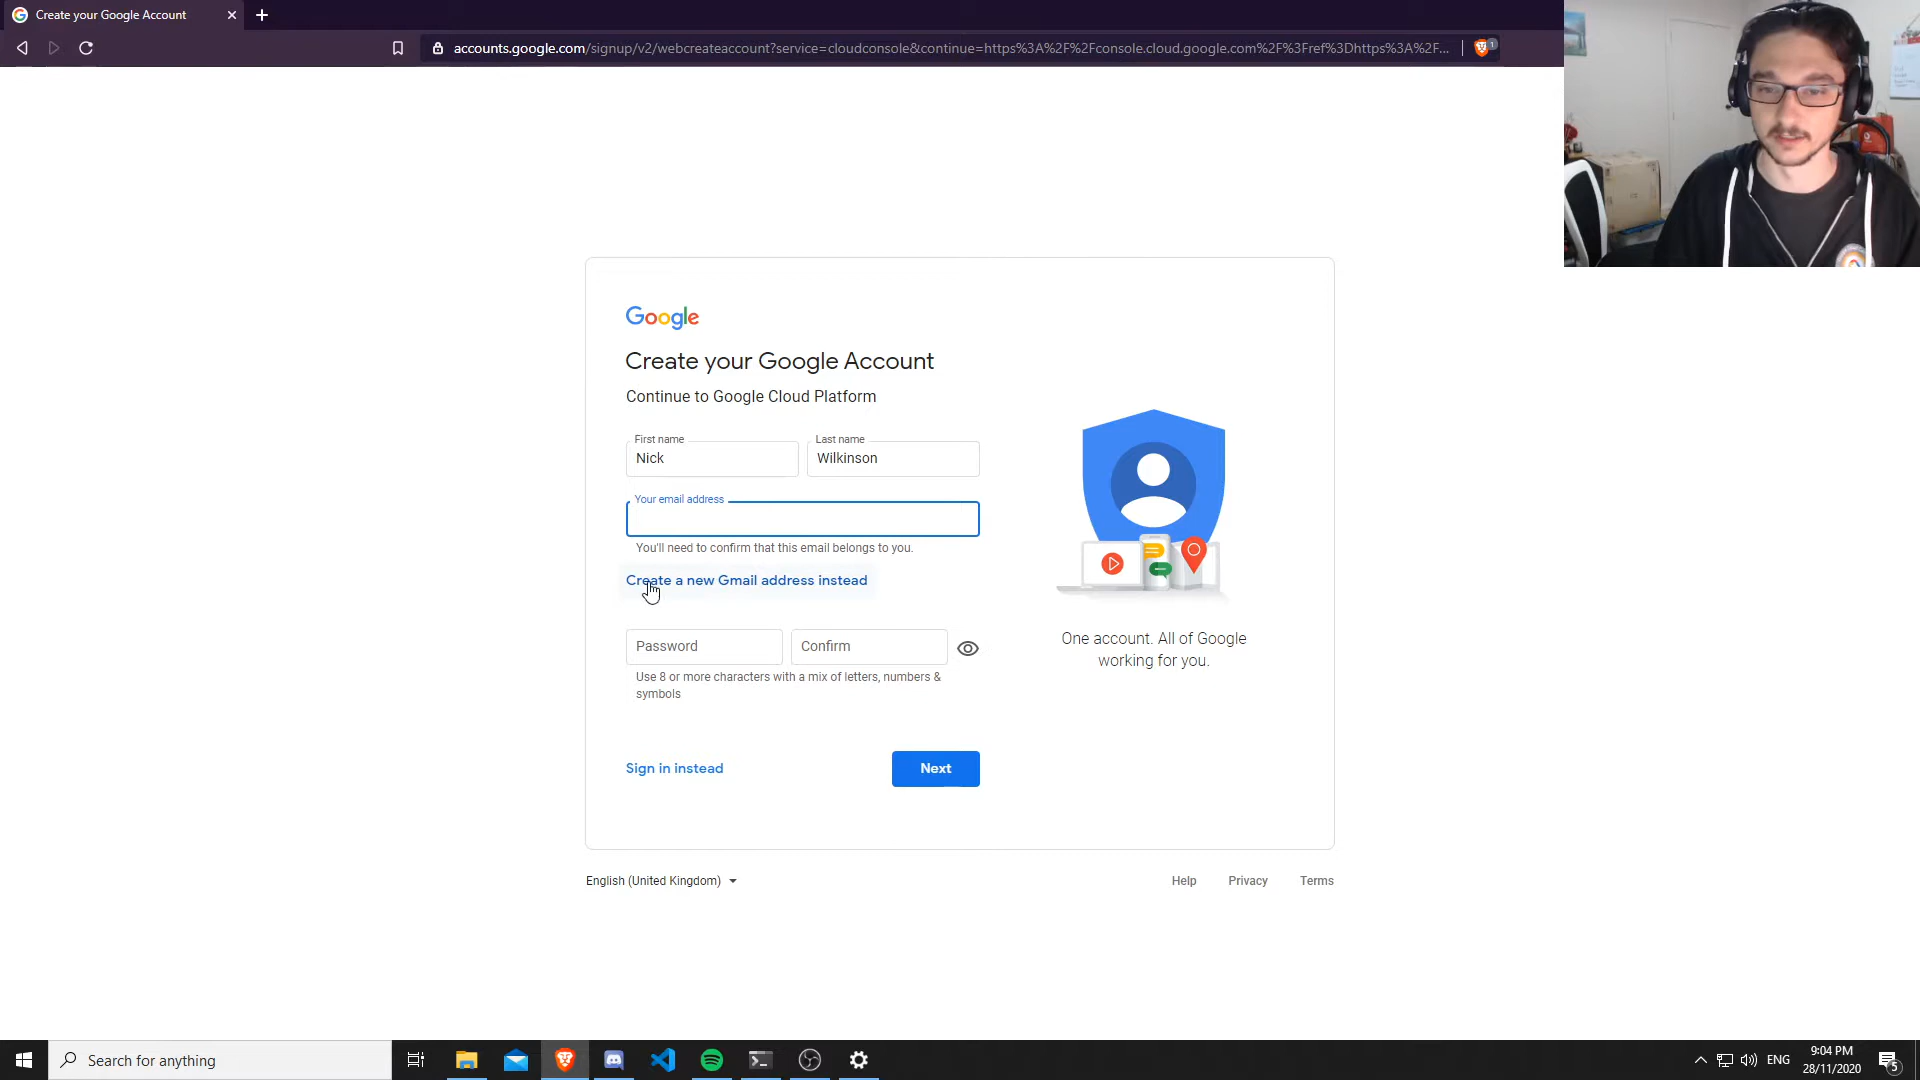 Create your Google Account
accounts.google.com/signup/v2/webcreateaccount?service=cloudconsole&continue=https%3A%2F%2Fconsole.cloud.google.com%2F%3Fref%3Dhttps%3A%2F...
1
Google
Create your Google Account
Continue to Google Cloud Platform
First name
Last name
Nick
Wilkinson
Your email address
You'll need to confirm that this email belongs to you.
Create a new Gmail address instead
Password
Confirm
Use 8 or more characters with a mix of letters, numbers &
symbols
One account. All of Google
working for you.
Sign in instead
Next
English (United Kingdom)
Help
Privacy
Terms
Search for anything
ENG
9:04 PM
28/11/2020
5